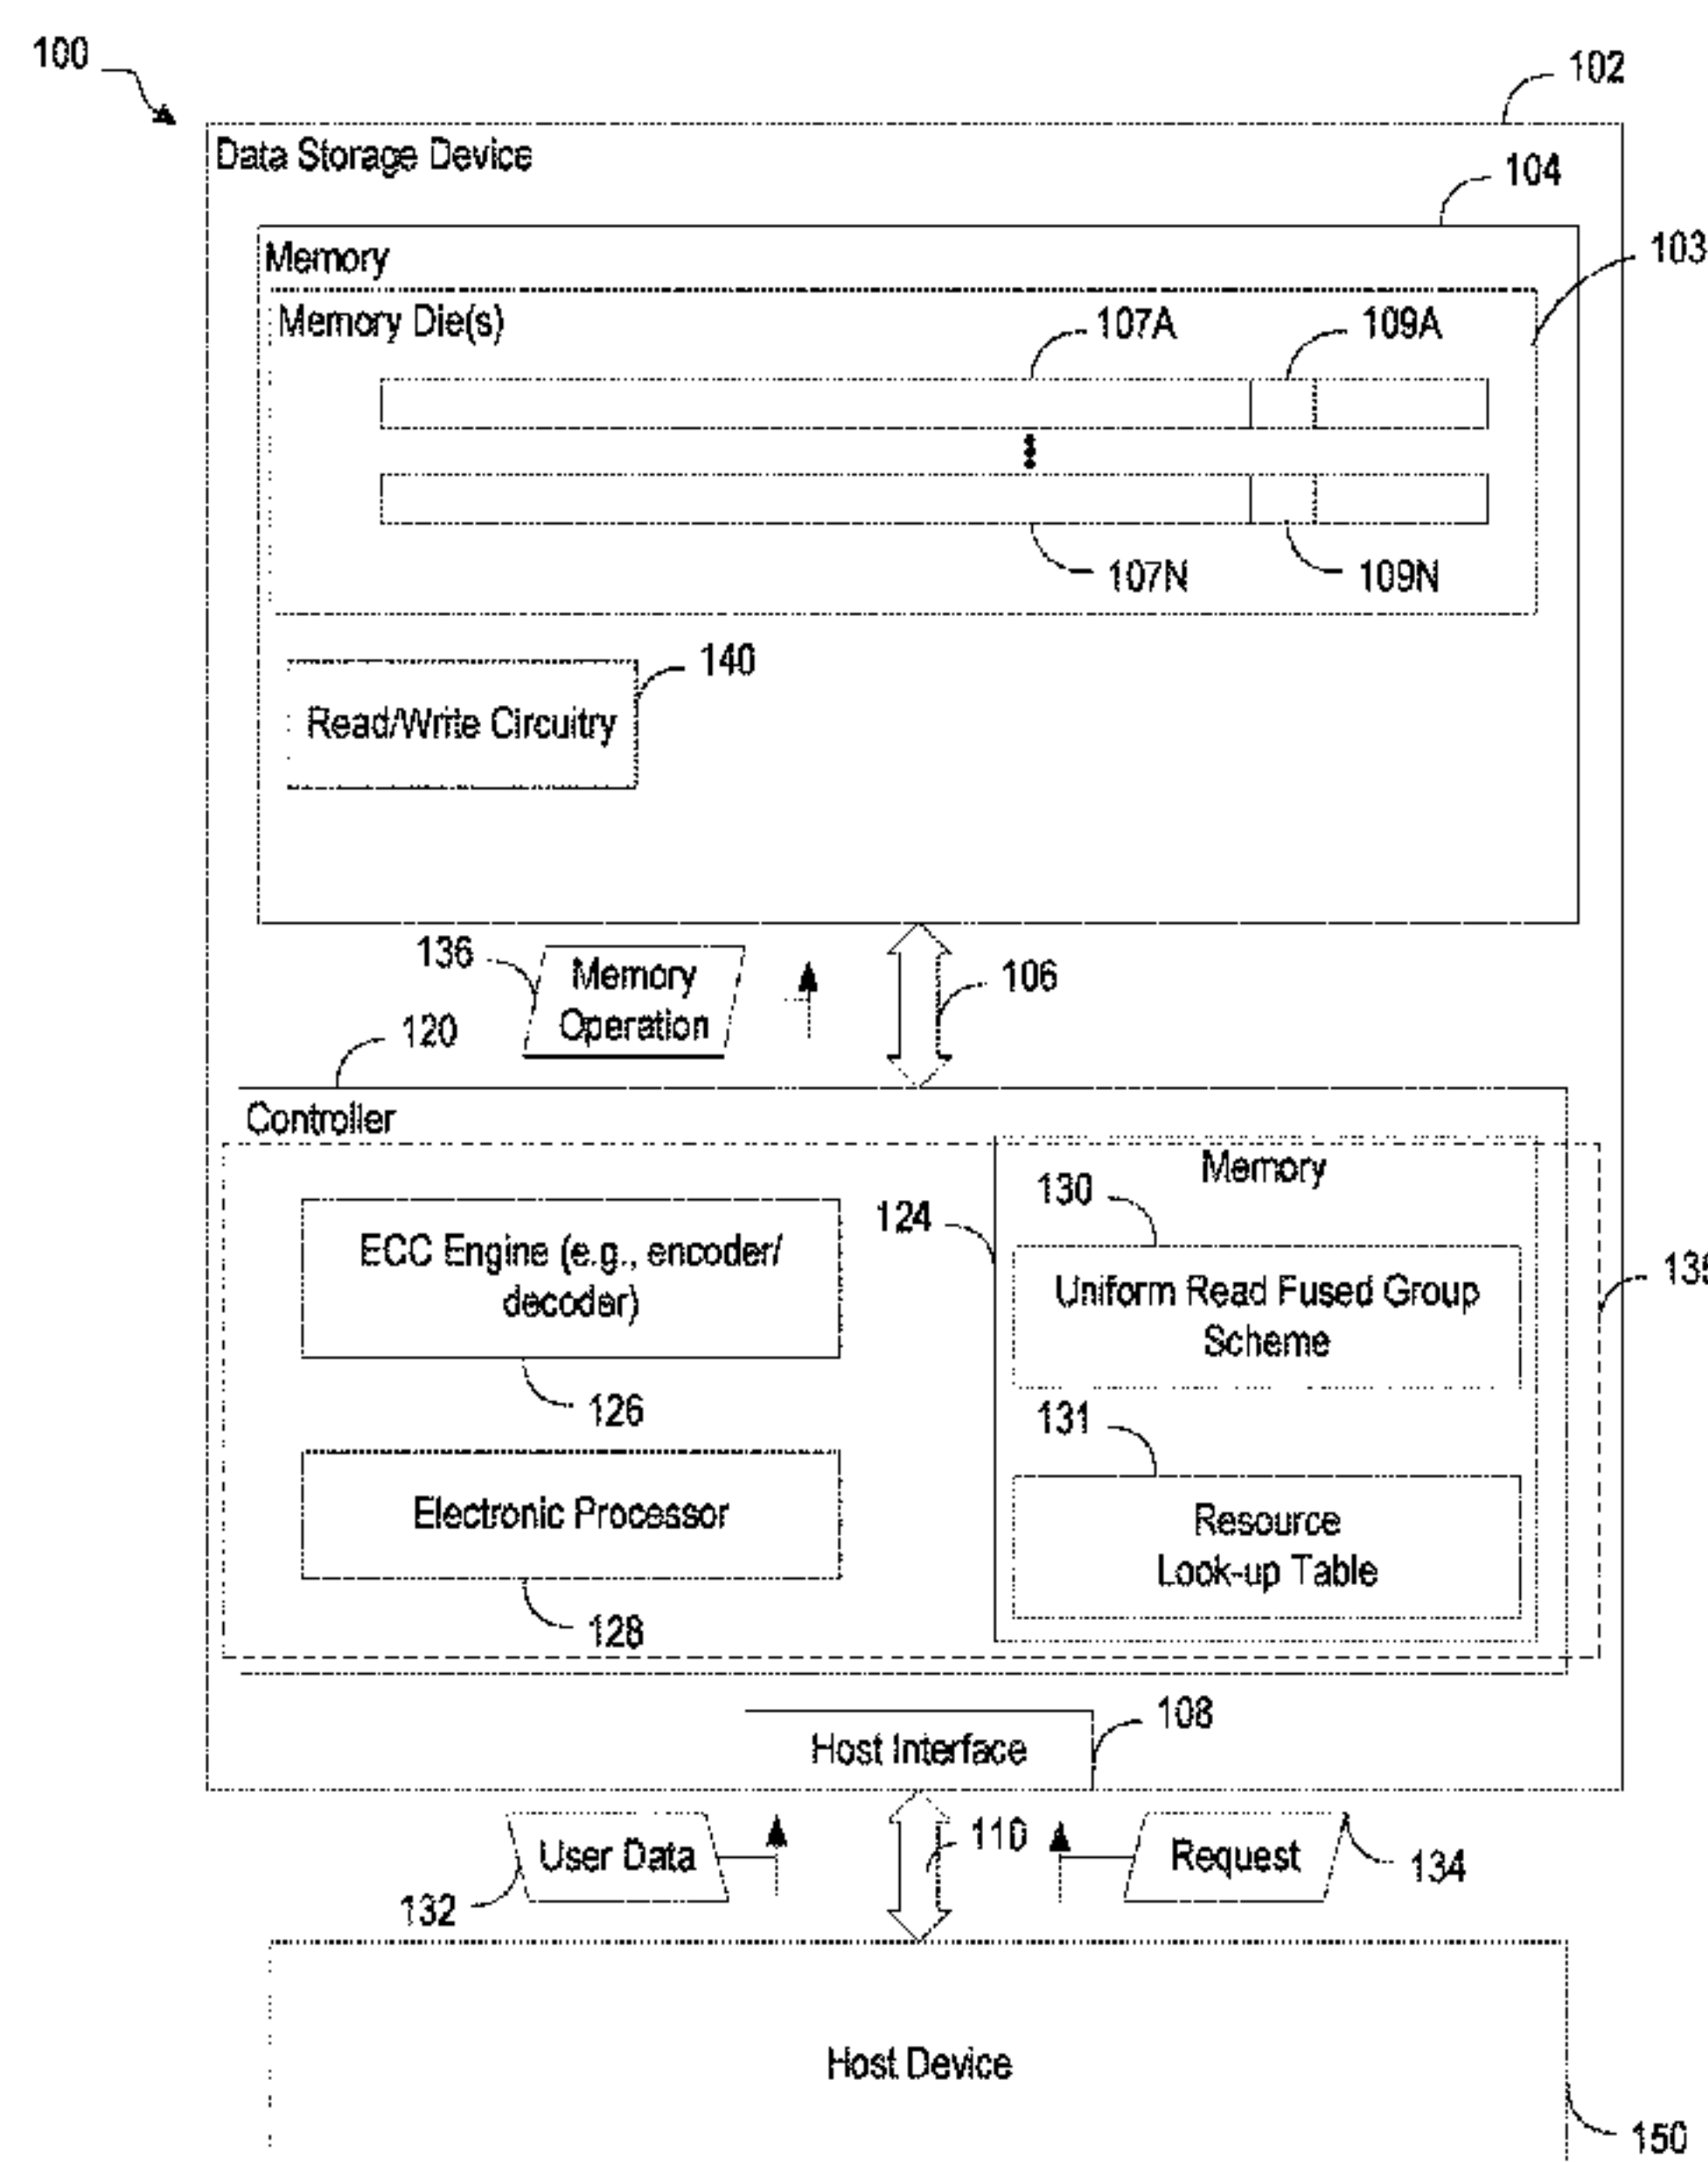 100
102
Data Storage Device
104
Memory
103
Memory Die(s)
107A
109A
107N
109N
140
Read/Write Circuitry
136
Memory
Operation
106
120
Controller
Memory
130
124
ECC Engine (e.g., encoder/
decoder)
Uniform Read Fused Group
Scheme
135
126
131
Electronic Processor
Resource
Look-up Table
128
108
Host Interface
110
User Data
Request
134
132
Host Device
150